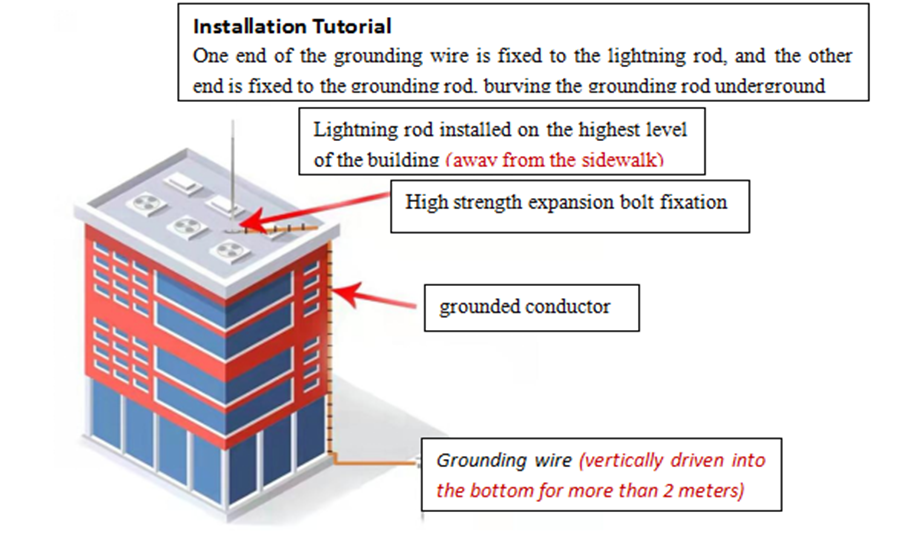 Installation Tutorial
One end of the grounding wire is fixed to the lightning rod, and the other
end is fixed to the grounding rod, burying the grounding rod underground
Lightning rod installed on the highest level
of the building (away from the sidewalk)
High strength expansion bolt fixation
grounded conductor
Grounding wire (vertically driven into
the bottom for more than 2 meters)